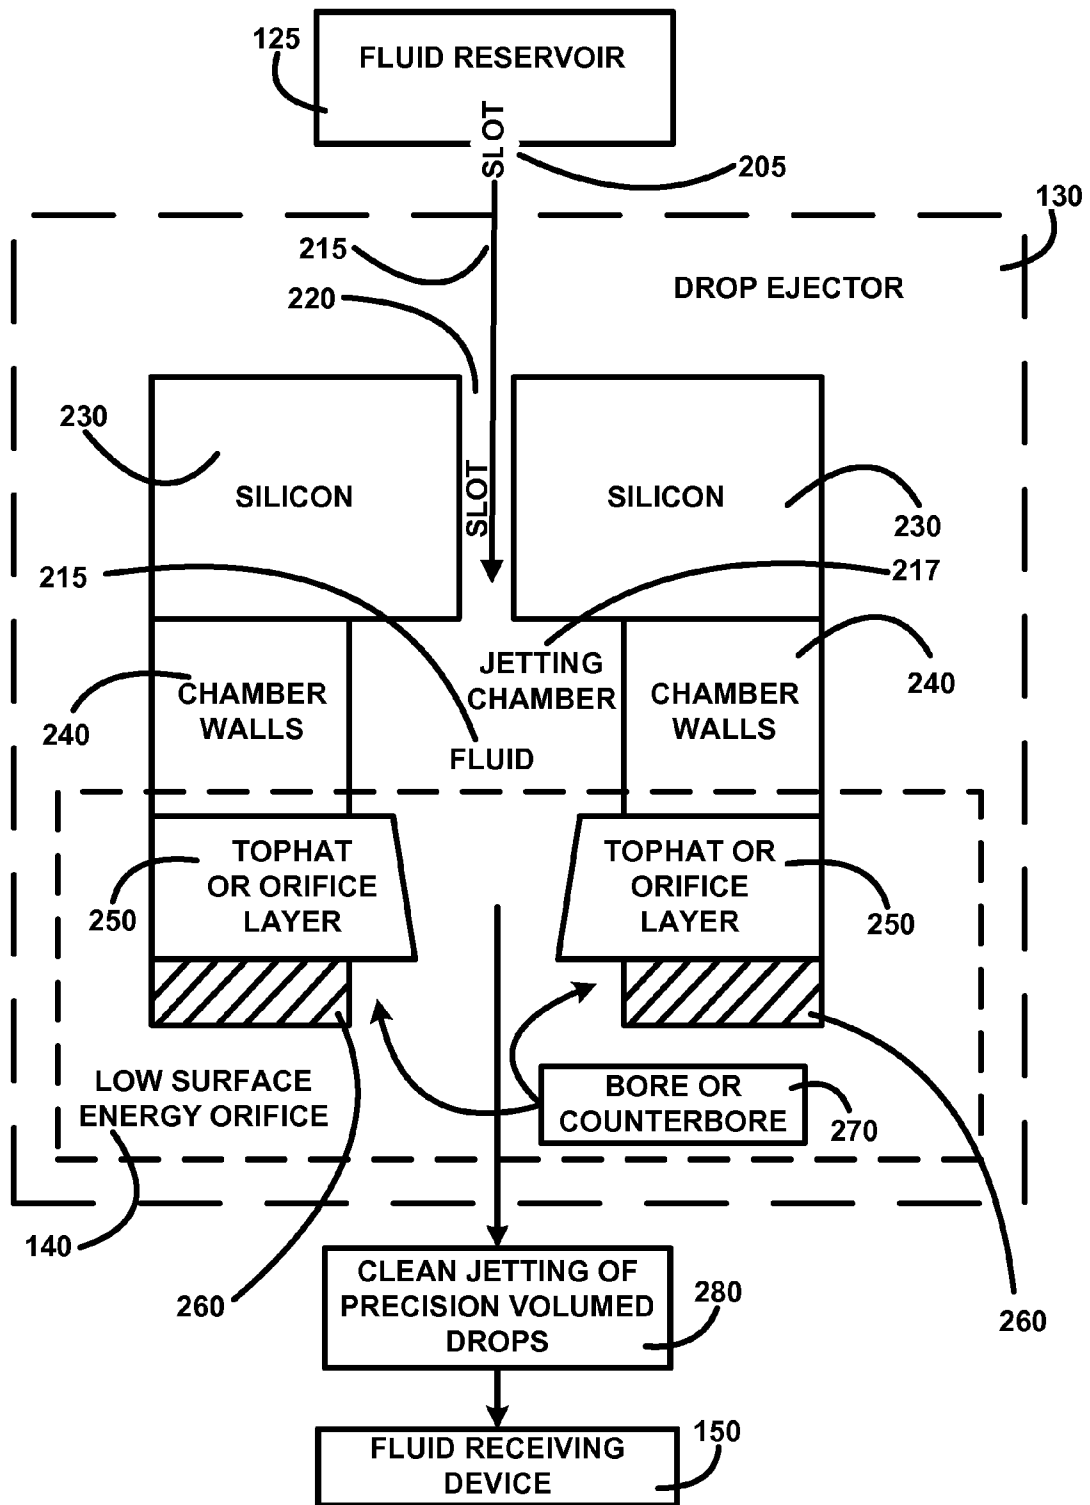 125
FLUID RESERVOIR
SLOT
205
130
215
DROP EJECTOR
220
230
SILICON
SLOT
SILICON
230
215
217
JETTING
CHAMBER
CHAMBER
WALLS
240
FLUID
CHAMBER
WALLS
240
TOPHAT
OR ORIFICE
LAYER
250
TOPHAT OR
ORIFICE
LAYER
250
LOW SURFACE
ENERGY ORIFICE
BORE OR
COUNTERBORE
270
140
260
CLEAN JETTING OF
PRECISION VOLUMED
DROPS
280
260
FLUID RECEIVING
DEVICE
150